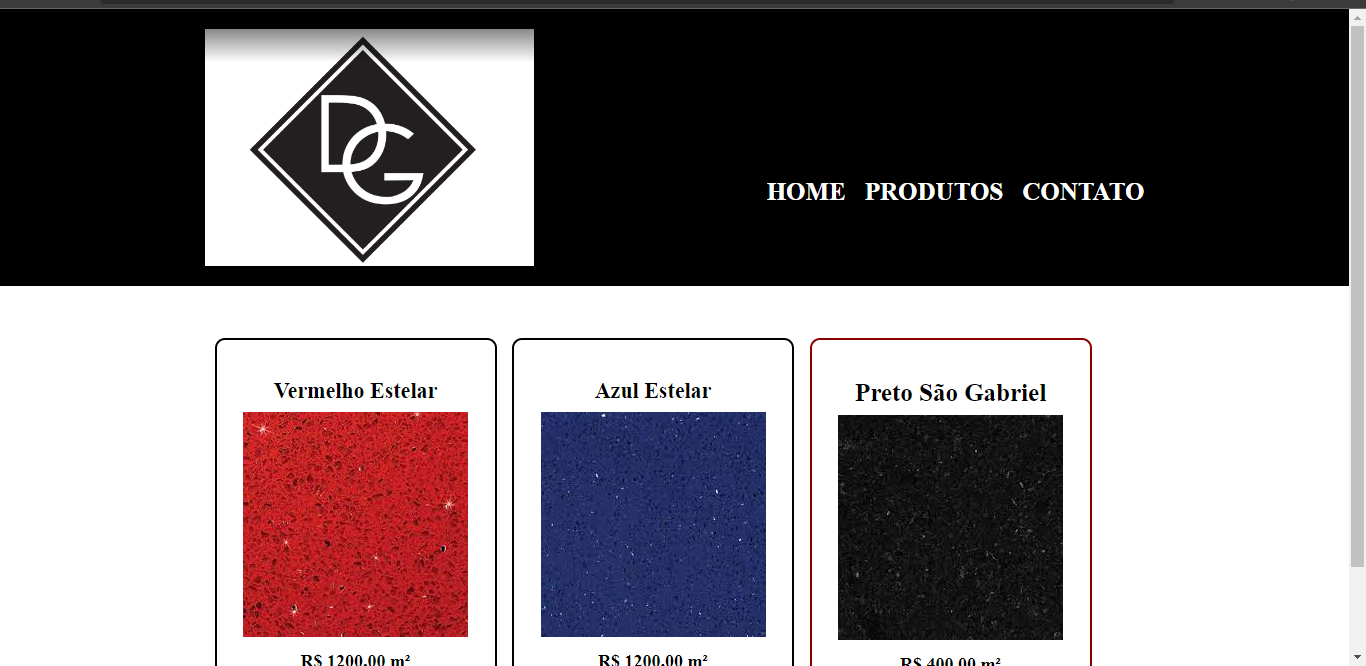 DG
HOME PRODUTOS CONTATO
Vermelho Estelar
Azul Estelar
Preto São Gabriel
R$ 1200,00 m²
R$ 1200,00 m²
R$ 400,00 m²